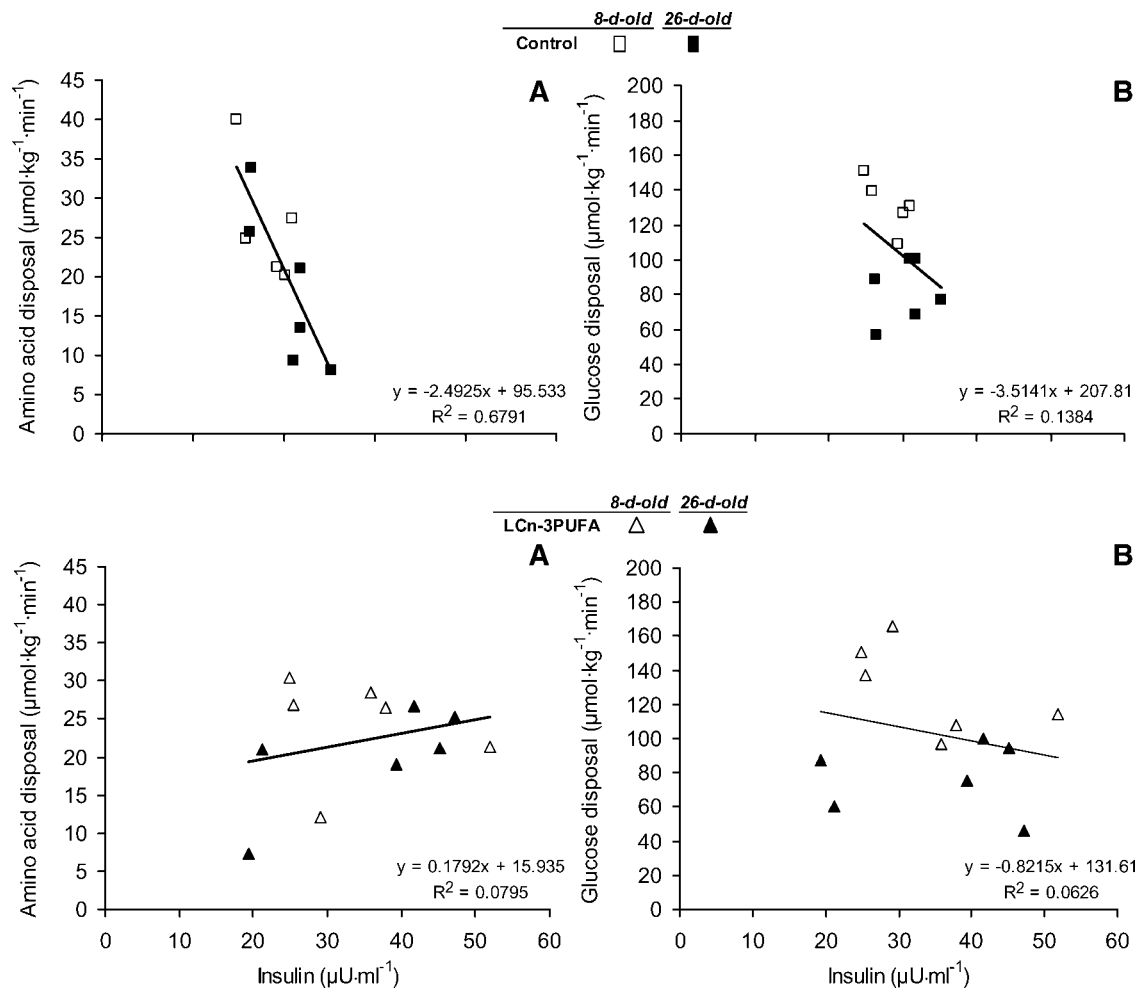 8-d-old 26-d-old
Control
A
Amino acid disposal (µmol·kg⁻¹·min⁻¹)
45
40
35
30
25
20
15
10
5
0
y = -2.4925x + 95.533
R² = 0.6791
B
Glucose disposal (µmol·kg⁻¹·min⁻¹)
200
180
160
140
120
100
80
60
40
20
0
y = -3.5141x + 207.81
R² = 0.1384
8-d-old 26-d-old
LCn-3PUFA
A
Amino acid disposal (µmol·kg⁻¹·min⁻¹)
45
40
35
30
25
20
15
10
5
0
y = 0.1792x + 15.935
R² = 0.0795
0 10 20 30 40 50 60
Insulin (µU·ml⁻¹)
B
Glucose disposal (µmol·kg⁻¹·min⁻¹)
200
180
160
140
120
100
80
60
40
20
0
y = -0.8215x + 131.61
R² = 0.0626
0 10 20 30 40 50 60
Insulin (µU·ml⁻¹)